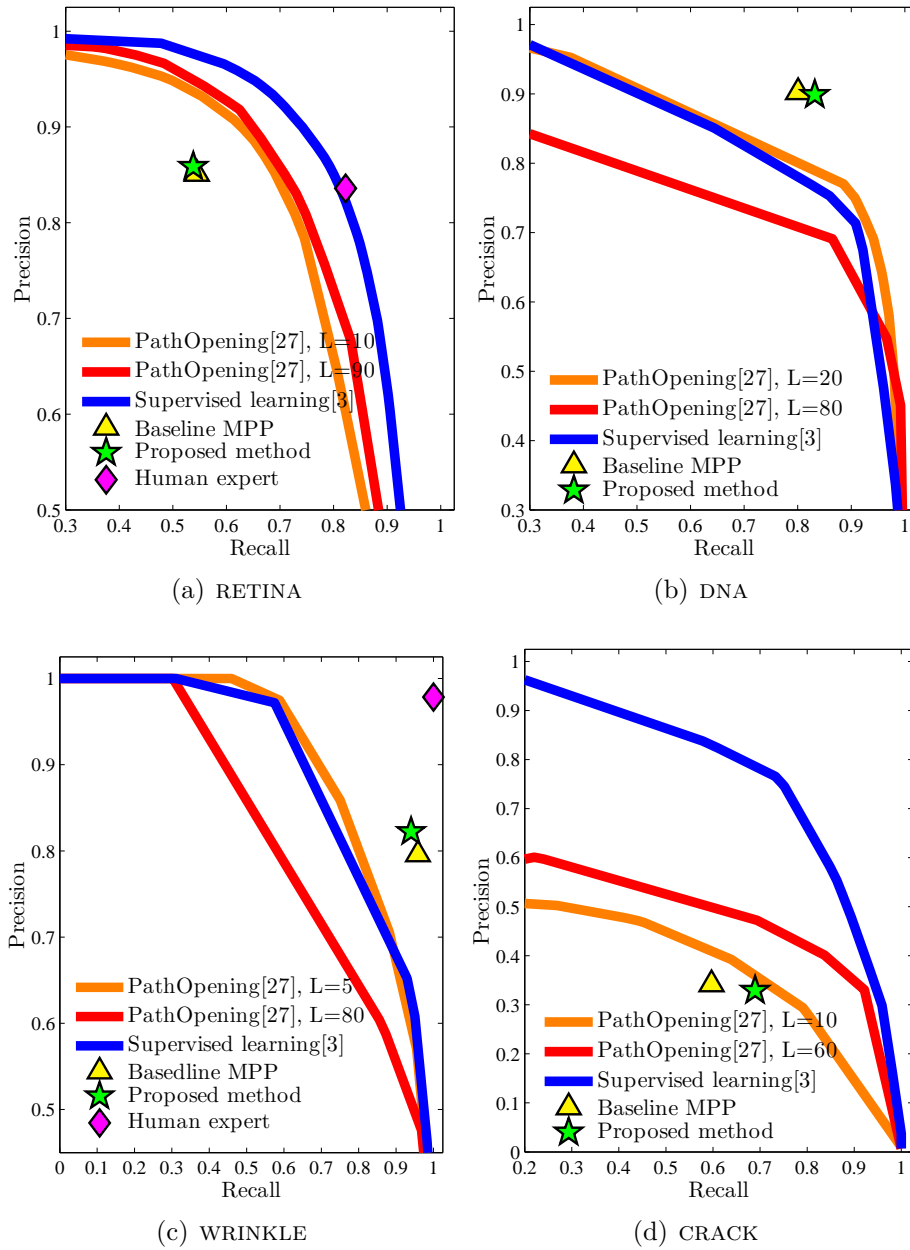 1
0.9
0.8
0.7
0.6
0.5
Precision
PathOpening[27], L=10
PathOpening[27], L=90
Supervised learning[3]
Baseline MPP
Proposed method
Human expert
0.3 0.4 0.5 0.6 0.7 0.8 0.9 1
Recall
(a) RETINA
1
0.9
0.8
0.7
0.6
0.5
0.4
0.3
Precision
PathOpening[27], L=20
PathOpening[27], L=80
Supervised learning[3]
Baseline MPP
Proposed method
0.3 0.4 0.5 0.6 0.7 0.8 0.9 1
Recall
(b) DNA
1
0.9
0.8
0.7
0.6
0.5
Precision
PathOpening[27], L=5
PathOpening[27], L=80
Supervised learning[3]
Basedline MPP
Proposed method
Human expert
0 0.1 0.2 0.3 0.4 0.5 0.6 0.7 0.8 0.9 1
Recall
(c) WRINKLE
1
0.9
0.8
0.7
0.6
0.5
0.4
0.3
0.2
0.1
0
Precision
PathOpening[27], L=10
PathOpening[27], L=60
Supervised learning[3]
Baseline MPP
Proposed method
0.2 0.3 0.4 0.5 0.6 0.7 0.8 0.9 1
Recall
(d) CRACK